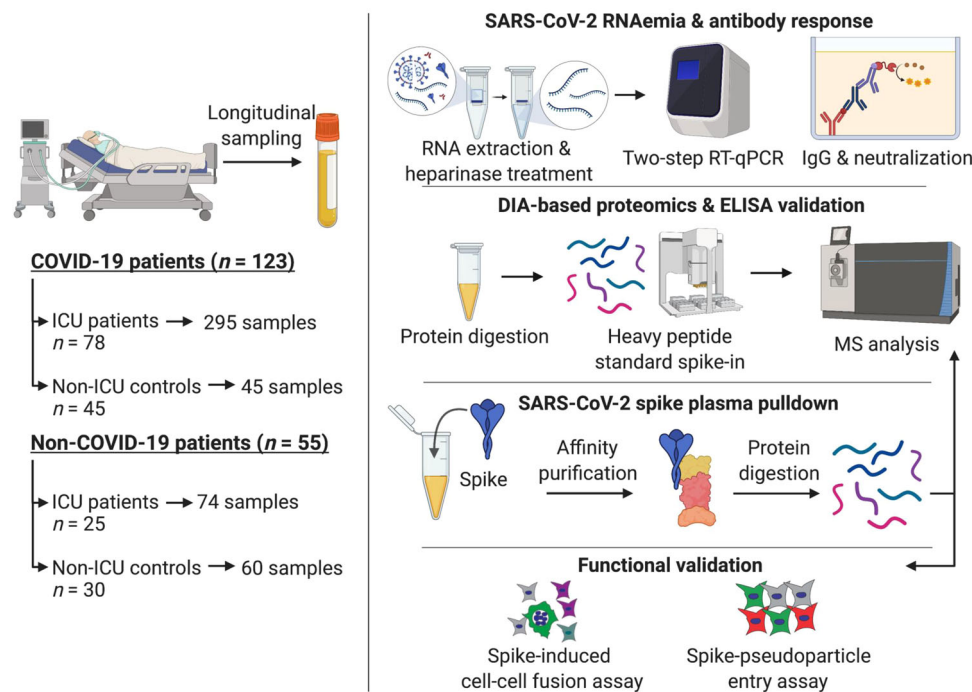 Longitudinal
sampling
COVID-19 patients (n = 123)
ICU patients
n = 78
295 samples
Non-ICU controls
n = 45
45 samples
Non-COVID-19 patients (n = 55)
ICU patients
n = 25
74 samples
Non-ICU controls
n = 30
60 samples
SARS-CoV-2 RNAemia & antibody response
RNA extraction &
heparinase treatment
Two-step RT-qPCR
IgG & neutralization
DIA-based proteomics & ELISA validation
Protein digestion
Heavy peptide
standard spike-in
MS analysis
SARS-CoV-2 spike plasma pulldown
Spike
Affinity
purification
Protein
digestion
Functional validation
Spike-induced
cell-cell fusion assay
Spike-pseudoparticle
entry assay